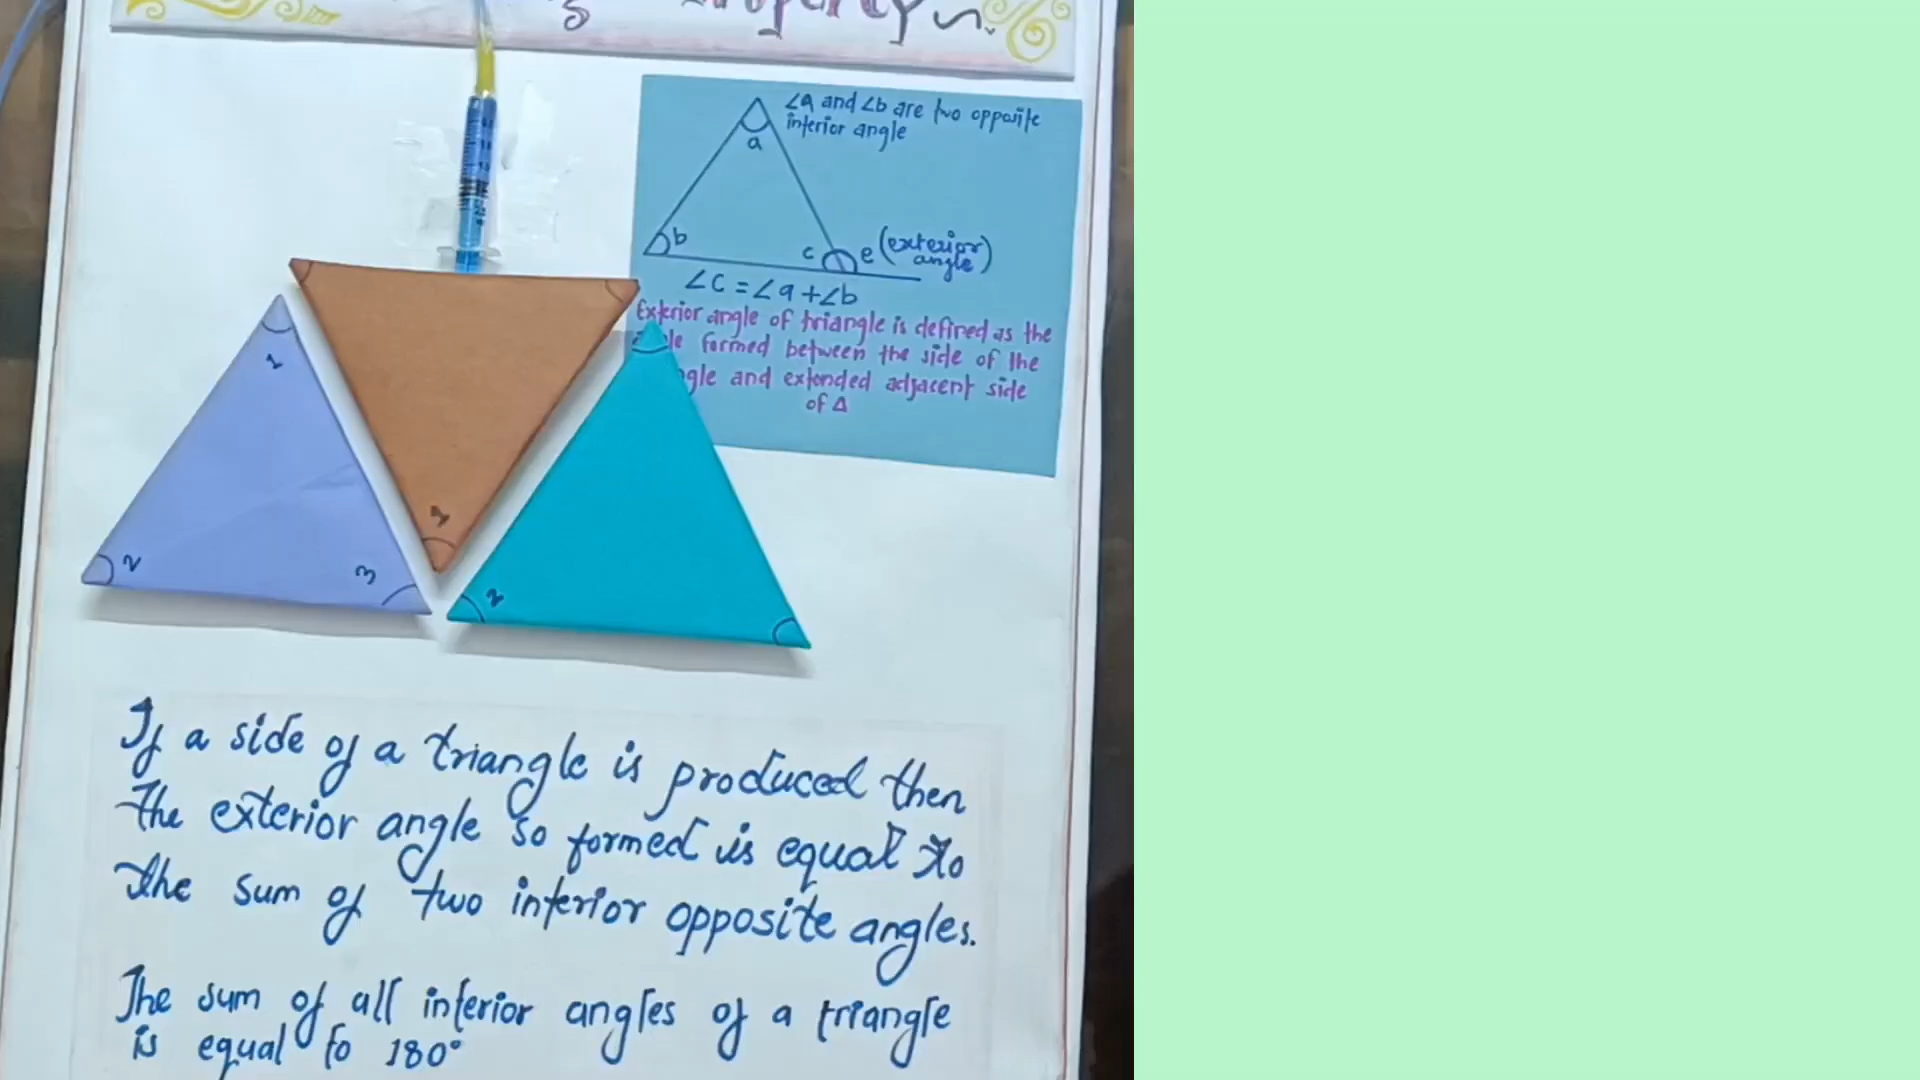 property
∠a and ∠b are two opposite
interior angle
a
b
c
e (exterior
angle)
∠C = ∠a + ∠b
Exterior angle of triangle is defined as the
formed between the side of the
and extended adjacent side
of Δ
1
1
2
3
2
If a side of a triangle is produced then
the exterior angle so formed is equal to
the sum of two interior opposite angles.
The sum of all interior angles of a triangle
is equal to 180°